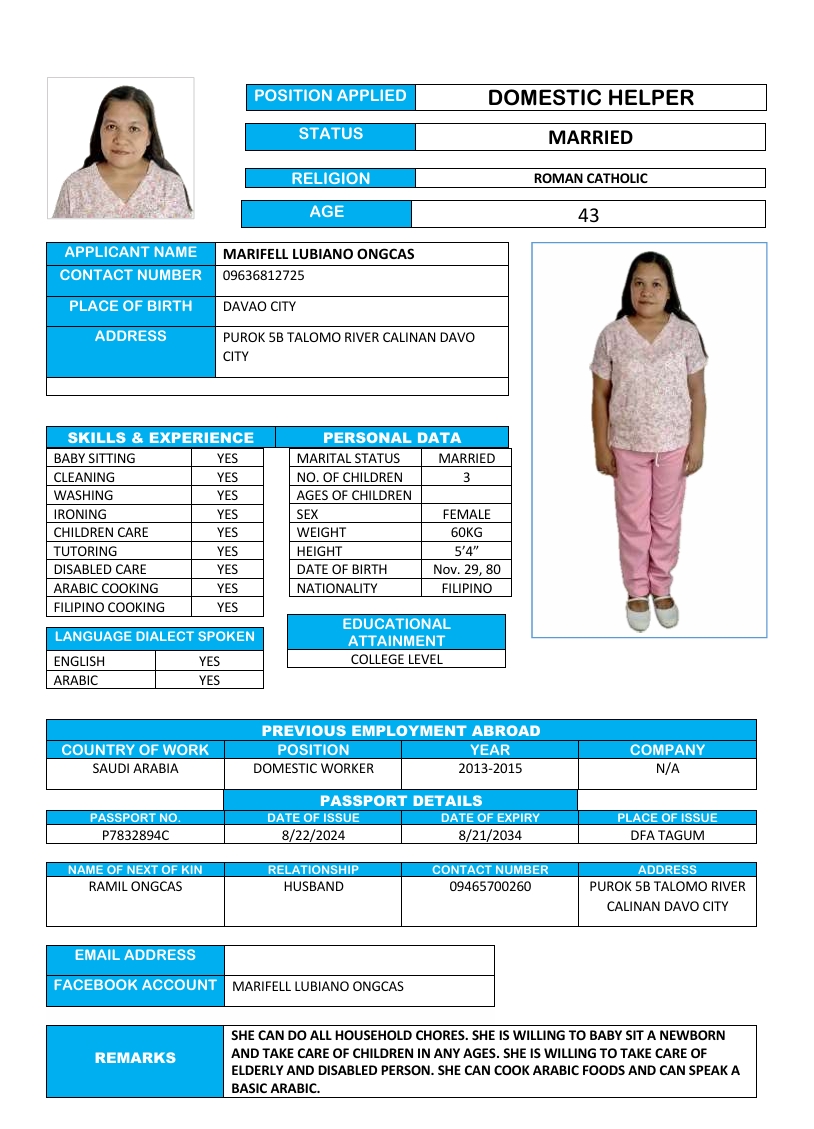 POSITION APPLIED DOMESTIC HELPER
STATUS MARRIED
RELIGION ROMAN CATHOLIC
AGE 43
APPLICANT NAME MARIFELL LUBIANO ONGCAS
CONTACT NUMBER 09636812725
PLACE OF BIRTH DAVAO CITY
ADDRESS PUROK 5B TALOMO RIVER CALINAN DAVO
CITY
SKILLS & EXPERIENCE PERSONAL DATA
BABY SITTING YES MARITAL STATUS MARRIED
CLEANING YES NO. OF CHILDREN 3
WASHING YES AGES OF CHILDREN
IRONING YES SEX FEMALE
CHILDREN CARE YES WEIGHT 60KG
TUTORING YES HEIGHT 5’4”
DISABLED CARE YES DATE OF BIRTH Nov. 29, 80
ARABIC COOKING YES NATIONALITY FILIPINO
FILIPINO COOKING YES
LANGUAGE DIALECT SPOKEN
ENGLISH YES
ARABIC YES
EDUCATIONAL
ATTAINMENT
COLLEGE LEVEL
PREVIOUS EMPLOYMENT ABROAD
COUNTRY OF WORK POSITION YEAR COMPANY
SAUDI ARABIA DOMESTIC WORKER 2013-2015 N/A
PASSPORT DETAILS
PASSPORT NO. DATE OF ISSUE DATE OF EXPIRY PLACE OF ISSUE
P7832894C 8/22/2024 8/21/2034 DFA TAGUM
NAME OF NEXT OF KIN RELATIONSHIP CONTACT NUMBER ADDRESS
RAMIL ONGCAS HUSBAND 09465700260 PUROK 5B TALOMO RIVER
CALINAN DAVO CITY
EMAIL ADDRESS
FACEBOOK ACCOUNT MARIFELL LUBIANO ONGCAS
REMARKS
SHE CAN DO ALL HOUSEHOLD CHORES. SHE IS WILLING TO BABY SIT A NEWBORN
AND TAKE CARE OF CHILDREN IN ANY AGES. SHE IS WILLING TO TAKE CARE OF
ELDERLY AND DISABLED PERSON. SHE CAN COOK ARABIC FOODS AND CAN SPEAK A
BASIC ARABIC.